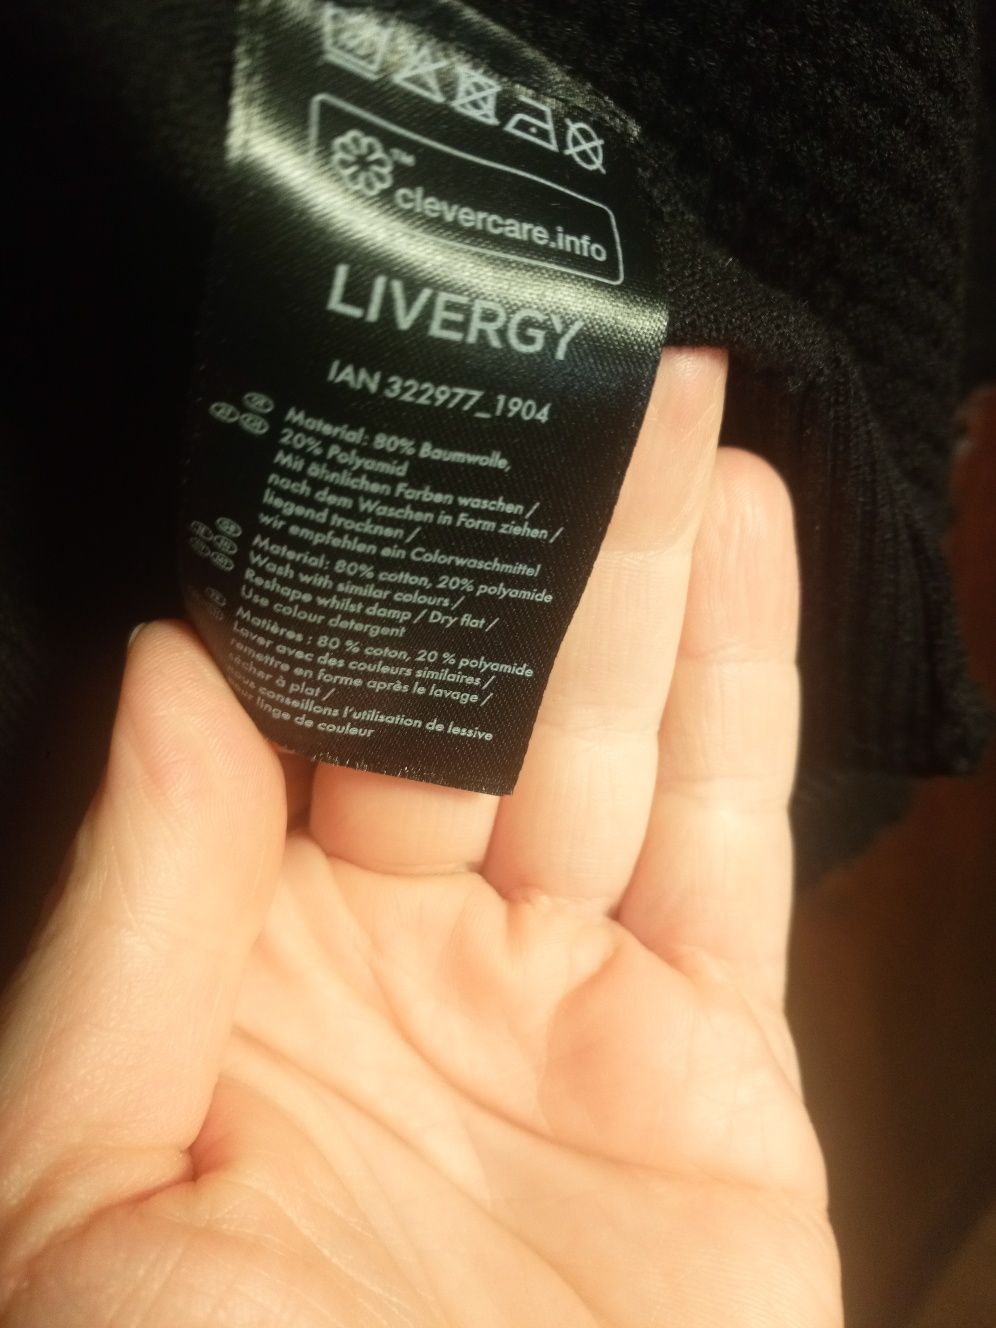 clevercare.info
LIVERGY
IAN 322977_1904
Material: 80% Baumwolle,
20% Polyamid
Mit ähnlichen Farben waschen /
nach dem Waschen in Form ziehen /
liegend trocknen /
wir empfehlen ein Colorwaschmittel
Material: 80% cotton, 20% polyamide
Wash with similar colours /
Reshape whilst damp / Dry flat /
Use colour detergent
Matières : 80 % coton, 20 % polyamide
Laver avec des couleurs similaires /
remettre en forme après le lavage /
sécher à plat /
conseillons l'utilisation de lessive
linge de couleur